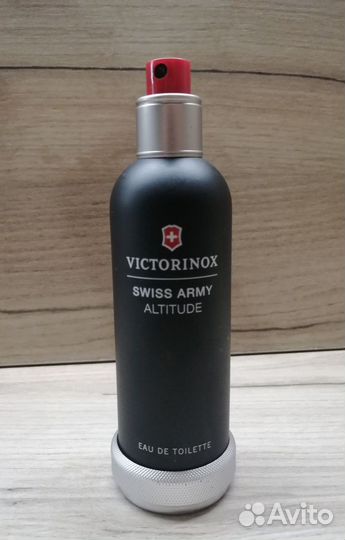 VICTORINOX
SWISS ARMY
ALTITUDE
EAU DE TOILETTE
Avito